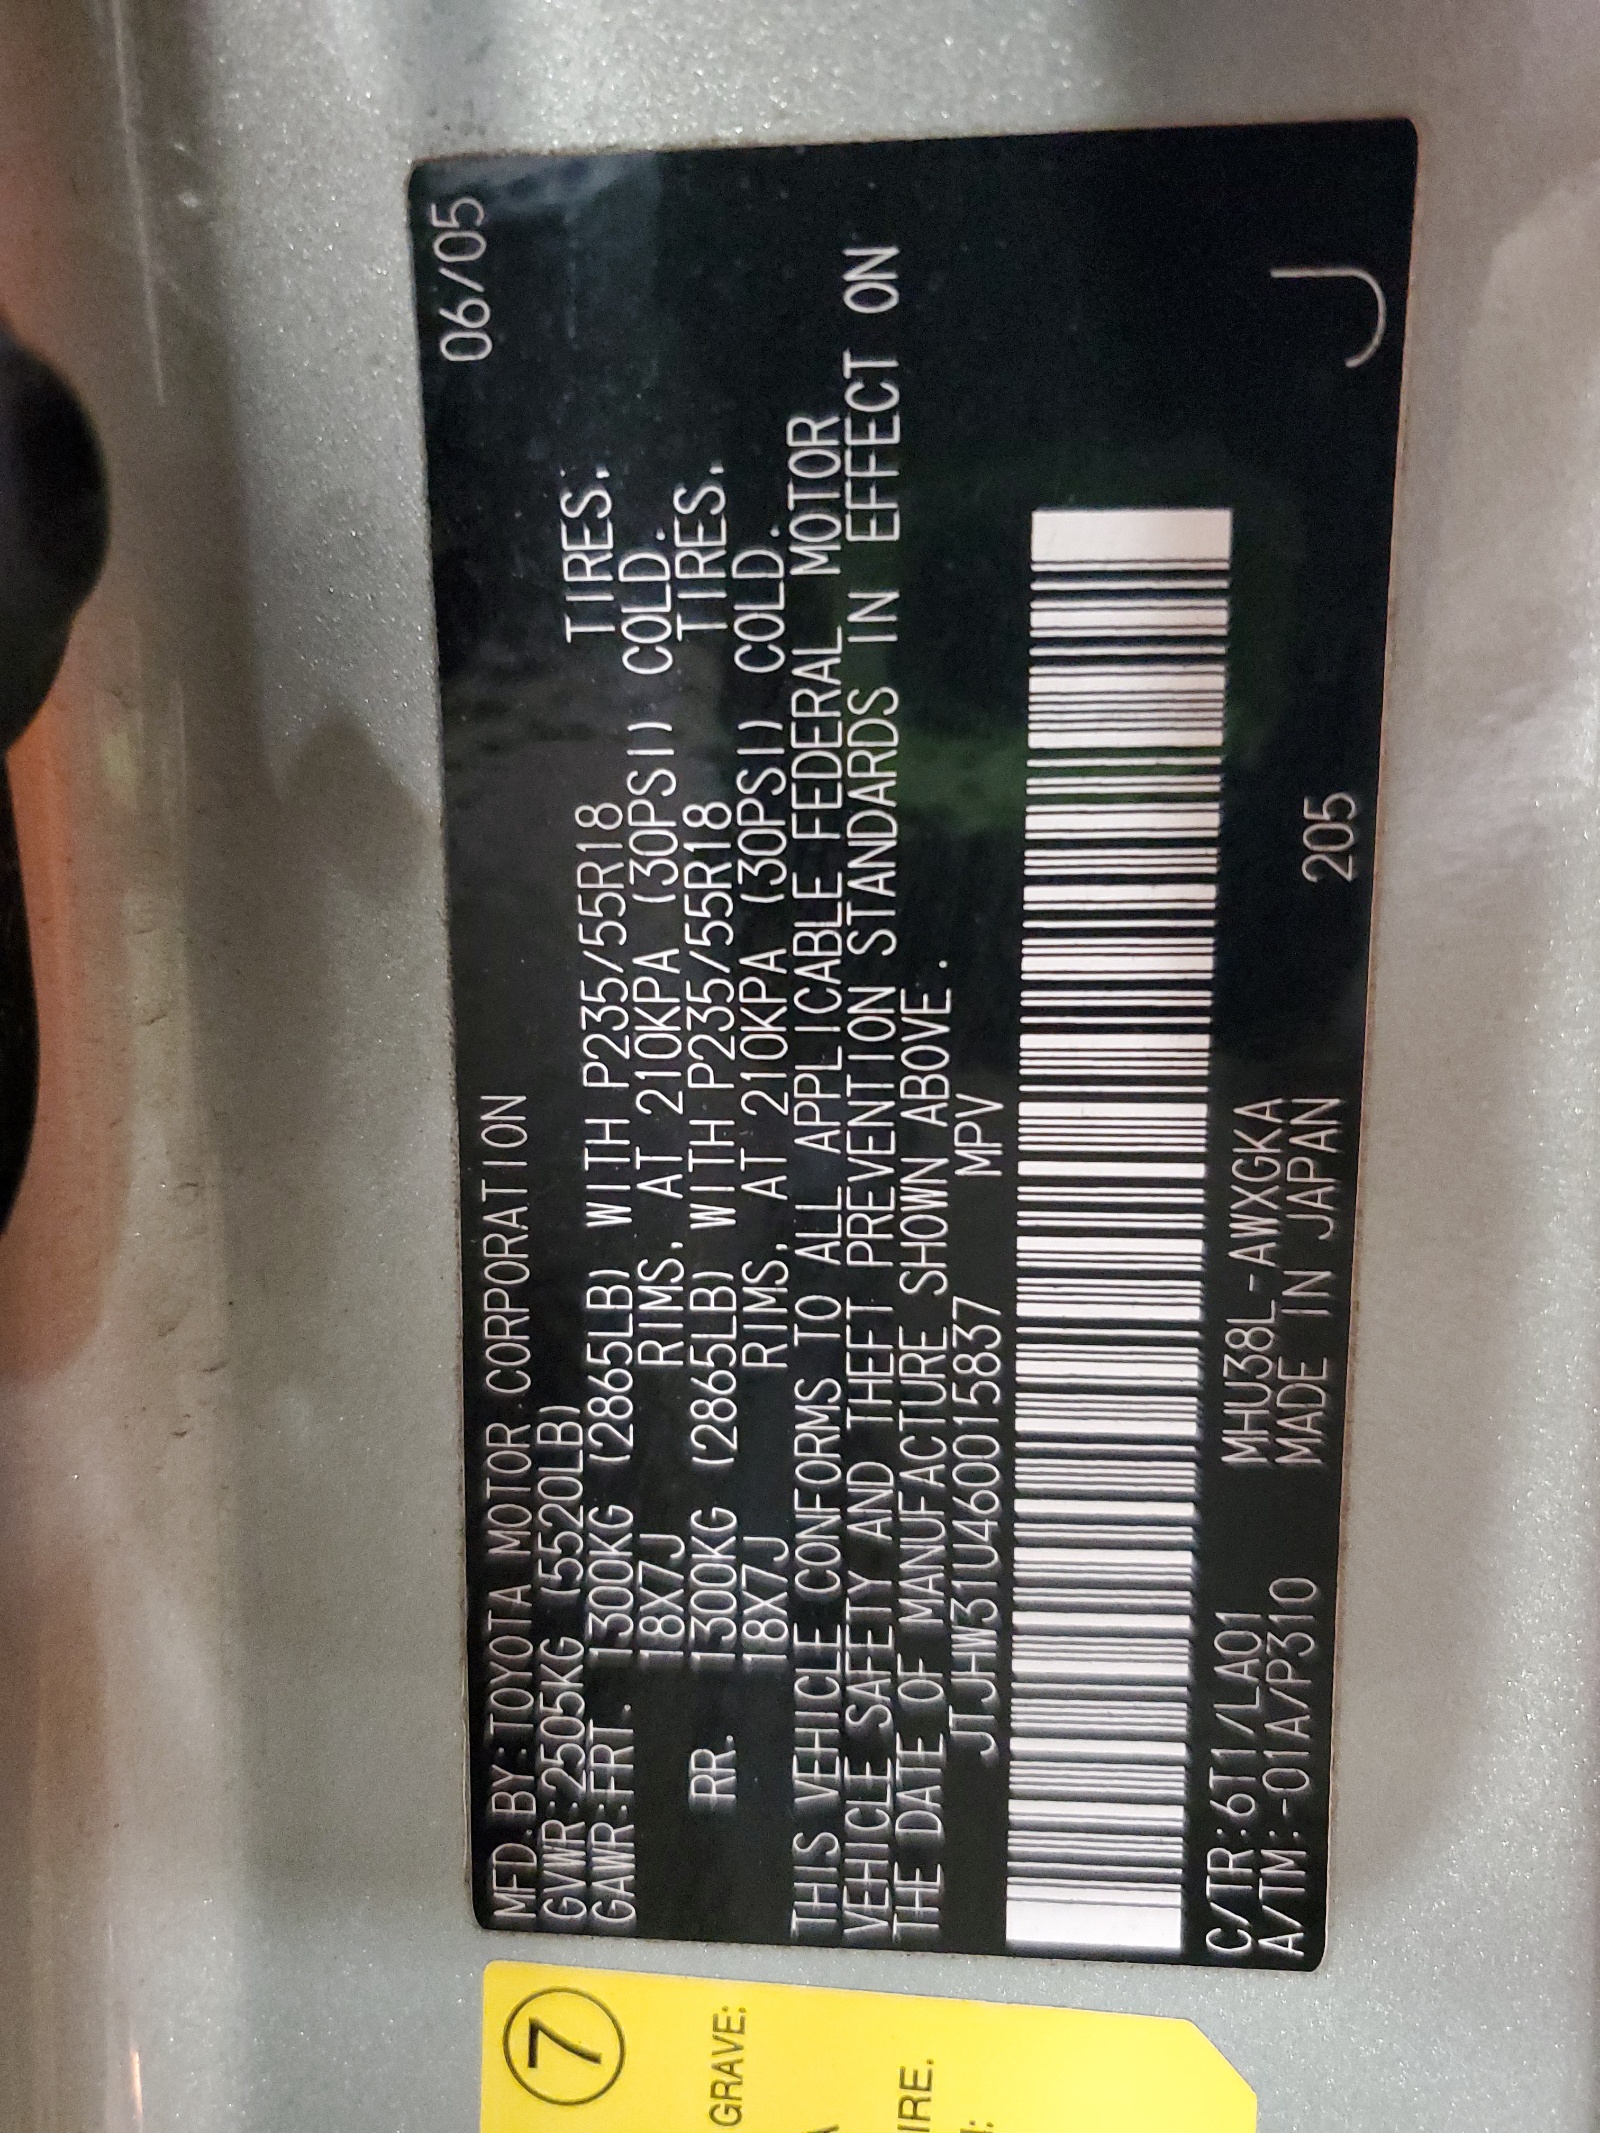 MFD.BY:TOYOTA MOTOR CORPORATION 06/05
GVWR:2505KG (5520LB)
GAWR:FRT. 1300KG (2865LB) WITH P235/55R18 TIRES,
18X7J RIMS, AT 210KPA (30PSI) COLD.
RR. 1300KG (2865LB) WITH P235/55R18 TIRES,
18X7J RIMS, AT 210KPA (30PSI) COLD.
THIS VEHICLE CONFORMS TO ALL APPLICABLE FEDERAL MOTOR
VEHICLE SAFETY AND THEFT PREVENTION STANDARDS IN EFFECT ON
THE DATE OF MANUFACTURE SHOWN ABOVE.
JTJHW31U460015837 MPV
C/TR:6T1/LA01 MHU38L-AWXGKA
A/TM:-01A/P310 MADE IN JAPAN 205 J
7
GRAVE: